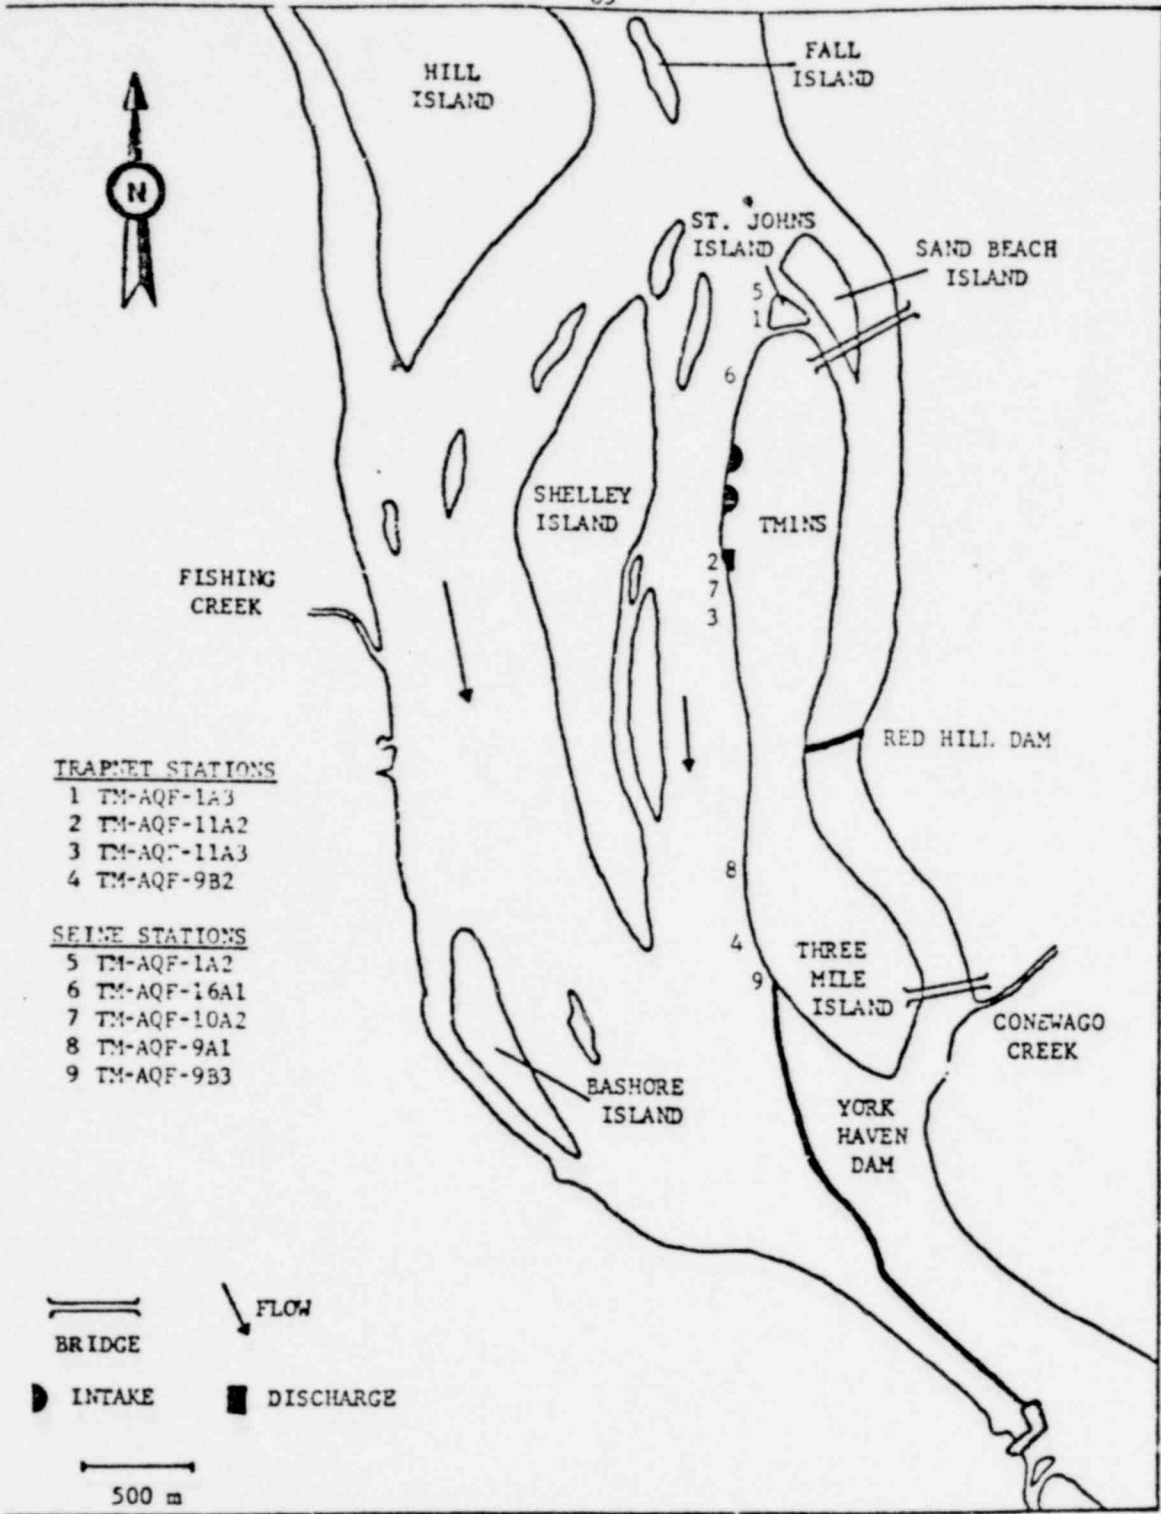 HILL
ISLAND
FALL
ISLAND
N
ST. JOHNS
ISLAND
SAND BEACH
ISLAND
5
1
6
SHELLEY
ISLAND
TMINS
2
7
3
FISHING
CREEK
RED HILL DAM
TRAPNET STATIONS
1 TM-AQF-1A3
2 TM-AQF-11A2
3 TM-AQF-11A3
4 TM-AQF-9B2
SEINE STATIONS
5 TM-AQF-1A2
6 TM-AQF-16A1
7 TM-AQF-10A2
8 TM-AQF-9A1
9 TM-AQF-9B3
8
4
9
THREE
MILE
ISLAND
CONEWAGO
CREEK
BASHORE
ISLAND
YORK
HAVEN
DAM
FLOW
BRIDGE
INTAKE
DISCHARGE
500 m